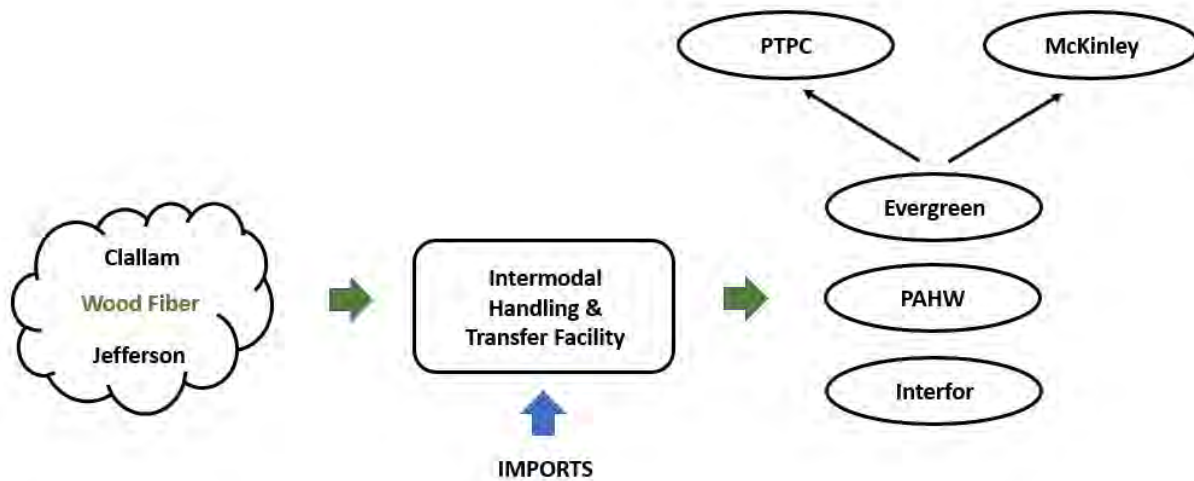 PTPC
McKinley
Evergreen
Clallam
Wood Fiber
Jefferson
Intermodal
Handling &
Transfer Facility
PAHW
Interfor
IMPORTS